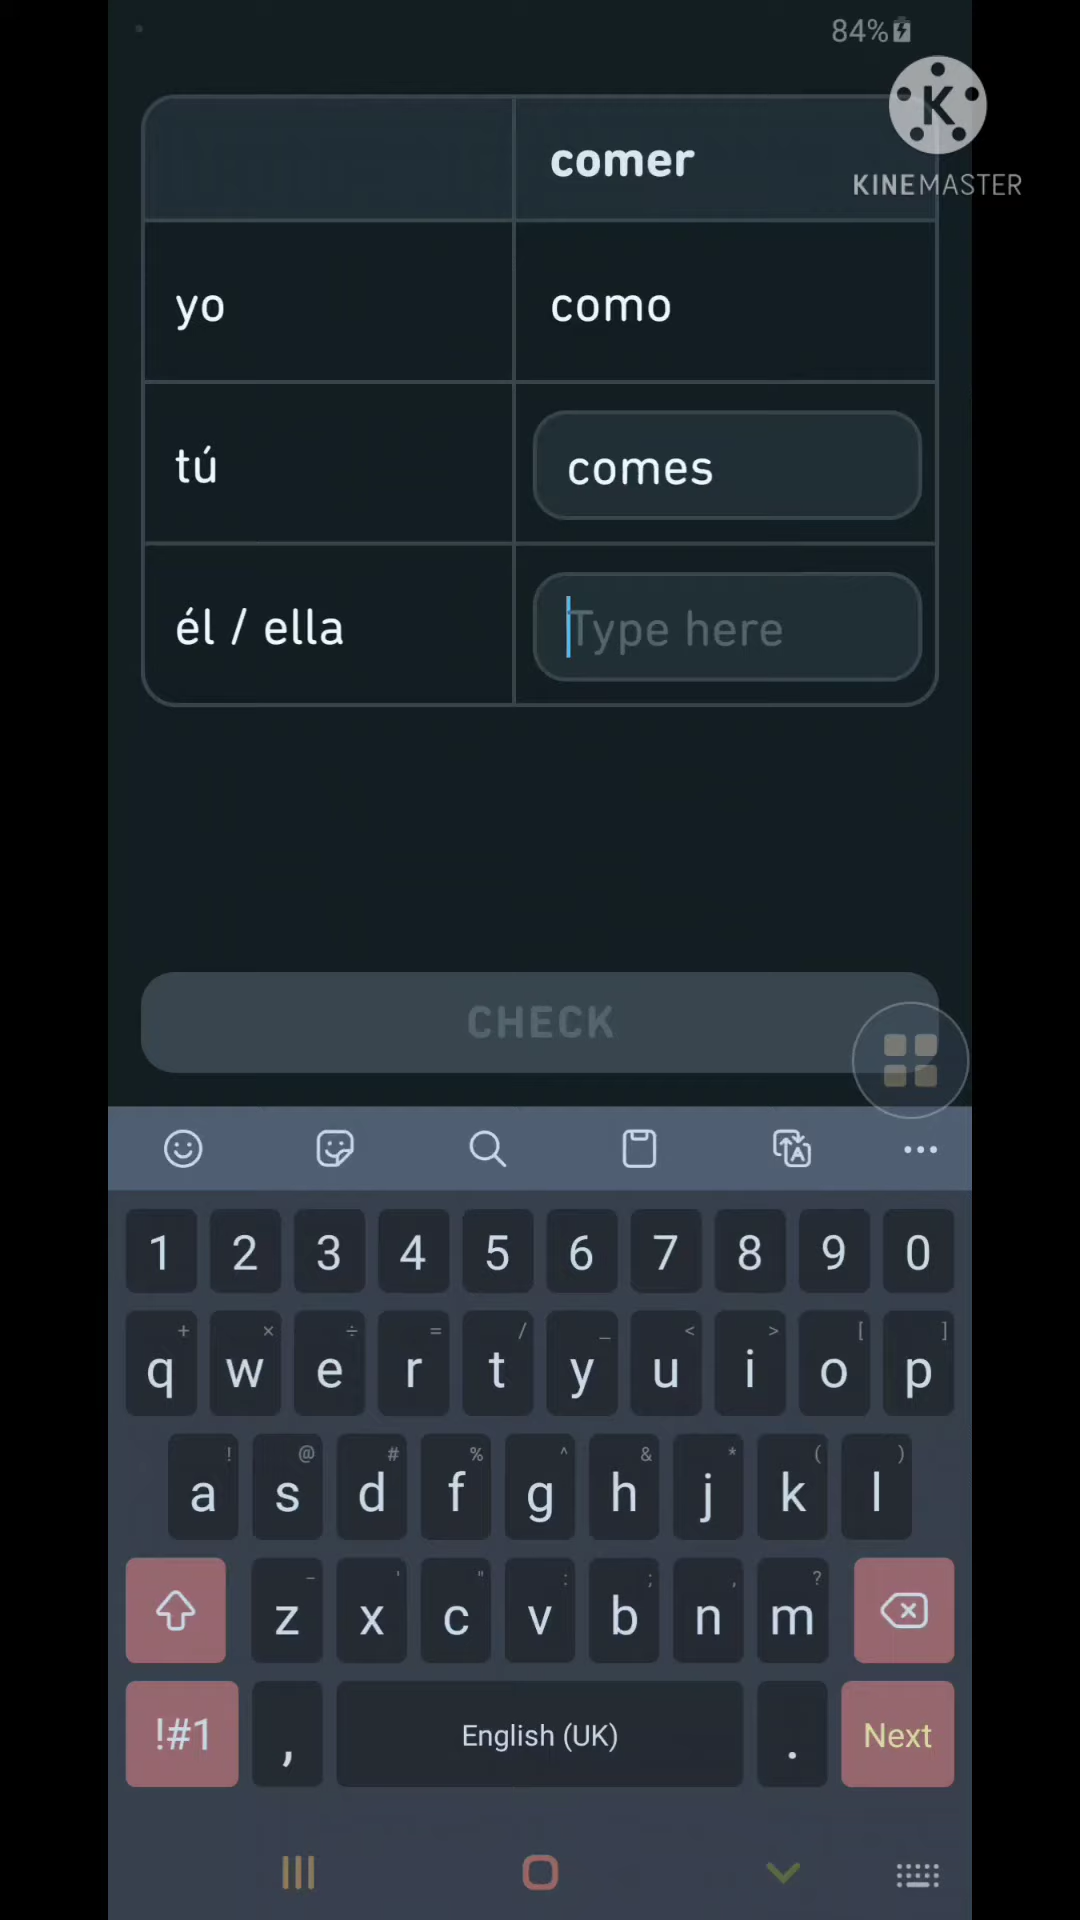 84%
K
KINEMASTER
comer
yo como
tú comes
él / ella Type here
CHECK
1 2 3 4 5 6 7 8 9 0
+ × ÷ = / _ < > [ ]
q w e r t y u i o p
! @ # % ^ & * ( )
a s d f g h j k l
- ' " : ; , ?
z x c v b n m
!#1 , English (UK) . Next